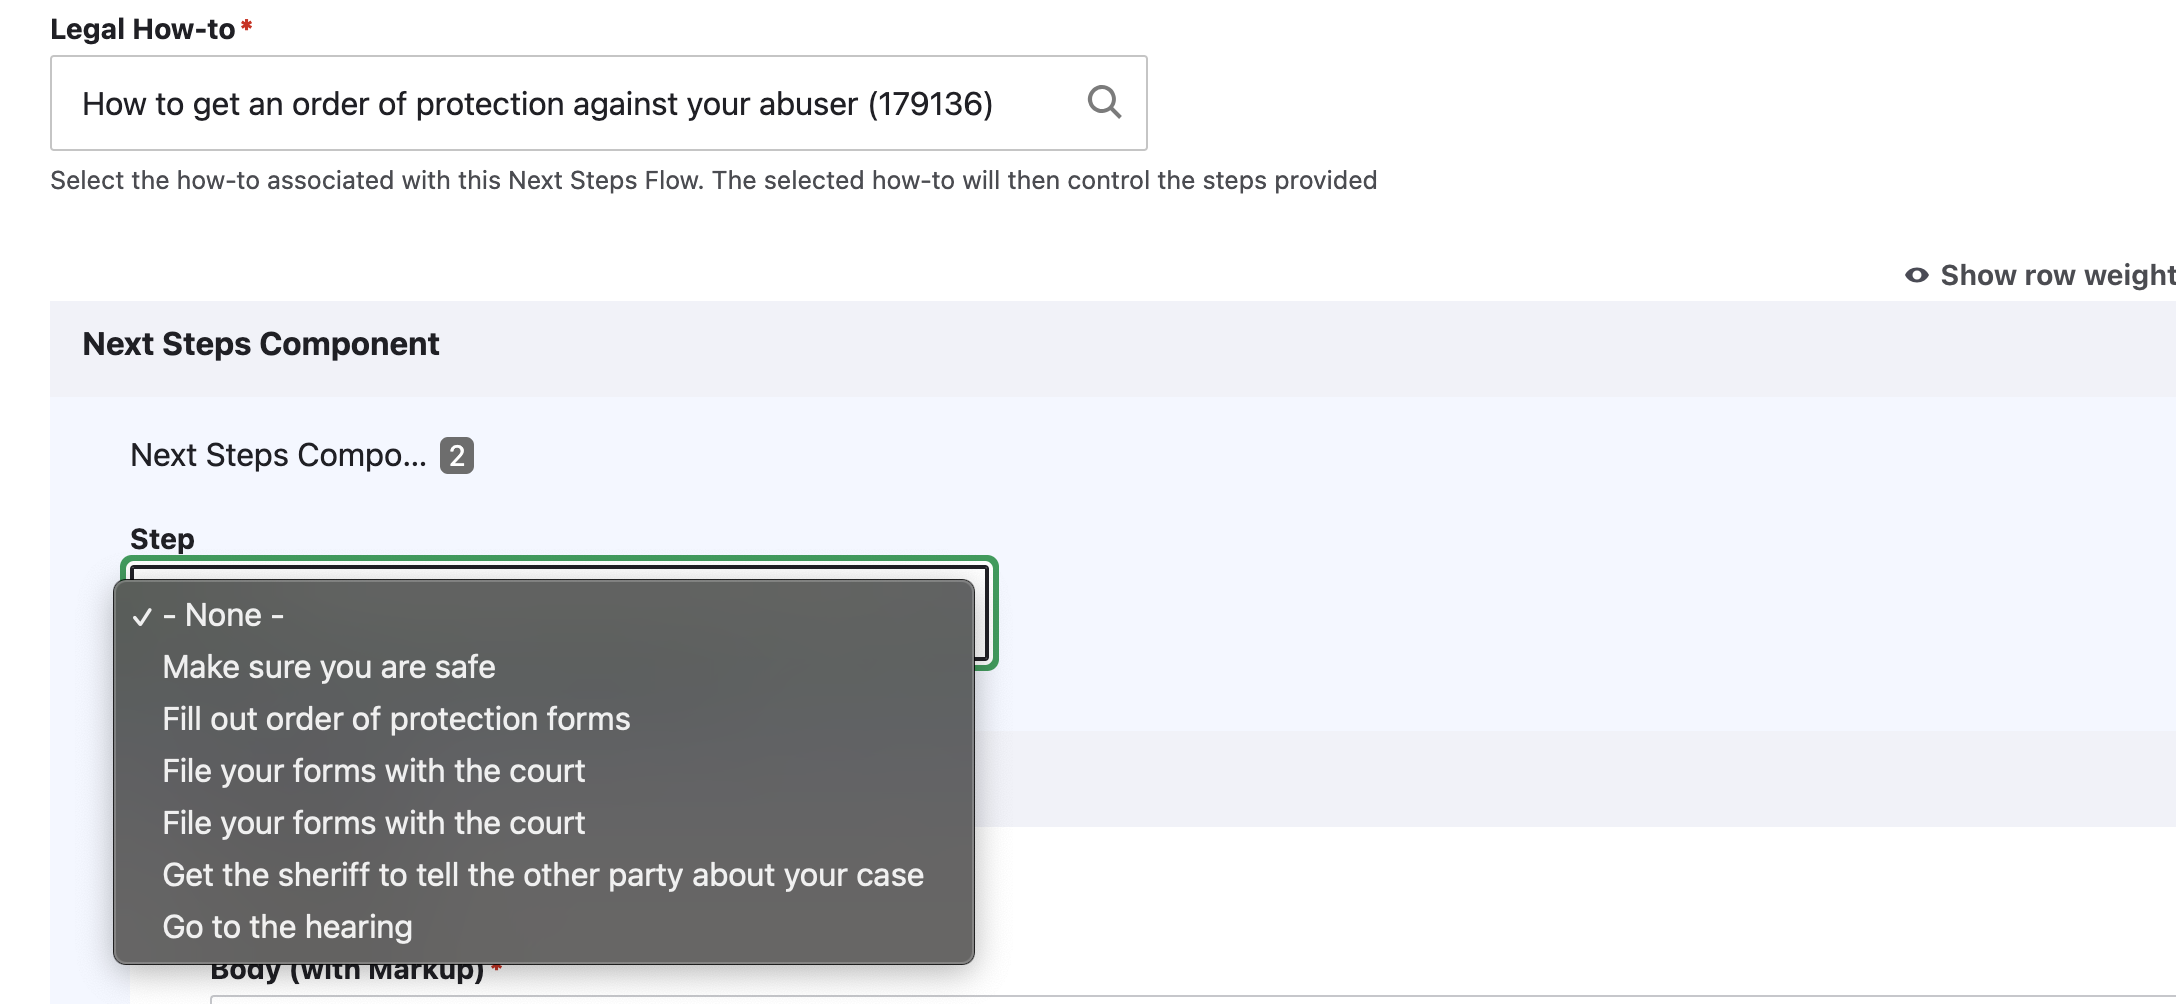 Legal How-to*
How to get an order of protection against your abuser (179136)
Select the how-to associated with this Next Steps Flow. The selected how-to will then control the steps provided
Show row weight
Next Steps Component
Next Steps Compo... 2
Step
✓ - None -
Make sure you are safe
Fill out order of protection forms
File your forms with the court
File your forms with the court
Get the sheriff to tell the other party about your case
Go to the hearing
Body (with Markup)*